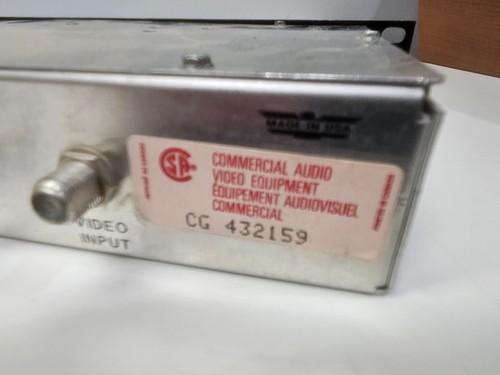 MADE IN USA
COMMERCIAL AUDIO
VIDEO EQUIPMENT
ÉQUIPEMENT AUDIOVISUEL
COMMERCIAL
CG 432159
VIDEO
INPUT